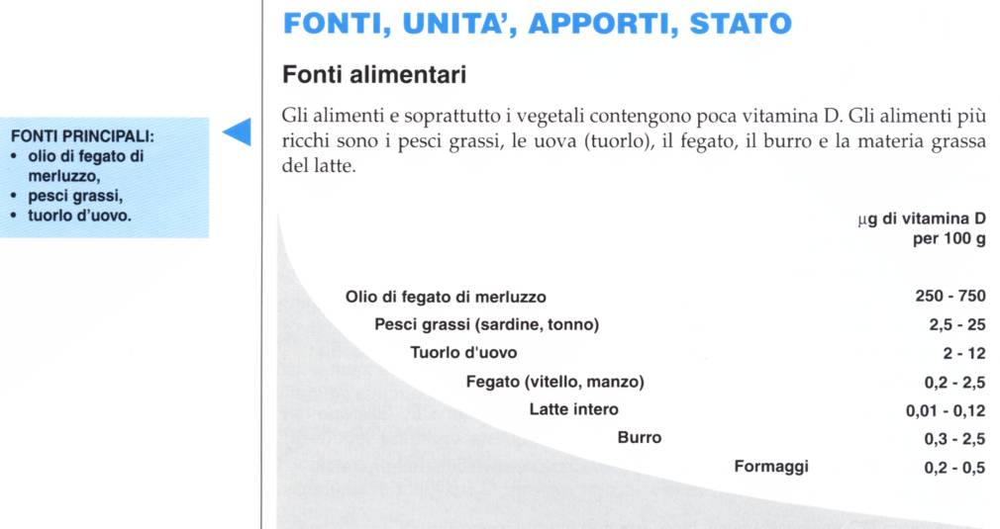 FONTI, UNITA', APPORTI, STATO
Fonti alimentari
Gli alimenti e soprattutto i vegetali contengono poca vitamina D. Gli alimenti più
ricchi sono i pesci grassi, le uova (tuorlo), il fegato, il burro e la materia grassa
del latte.
FONTI PRINCIPALI:
• olio di fegato di
merluzzo,
• pesci grassi,
• tuorlo d'uovo.
µg di vitamina D
per 100 g
Olio di fegato di merluzzo 250 - 750
Pesci grassi (sardine, tonno) 2,5 - 25
Tuorlo d'uovo 2 - 12
Fegato (vitello, manzo) 0,2 - 2,5
Latte intero 0,01 - 0,12
Burro 0,3 - 2,5
Formaggi 0,2 - 0,5